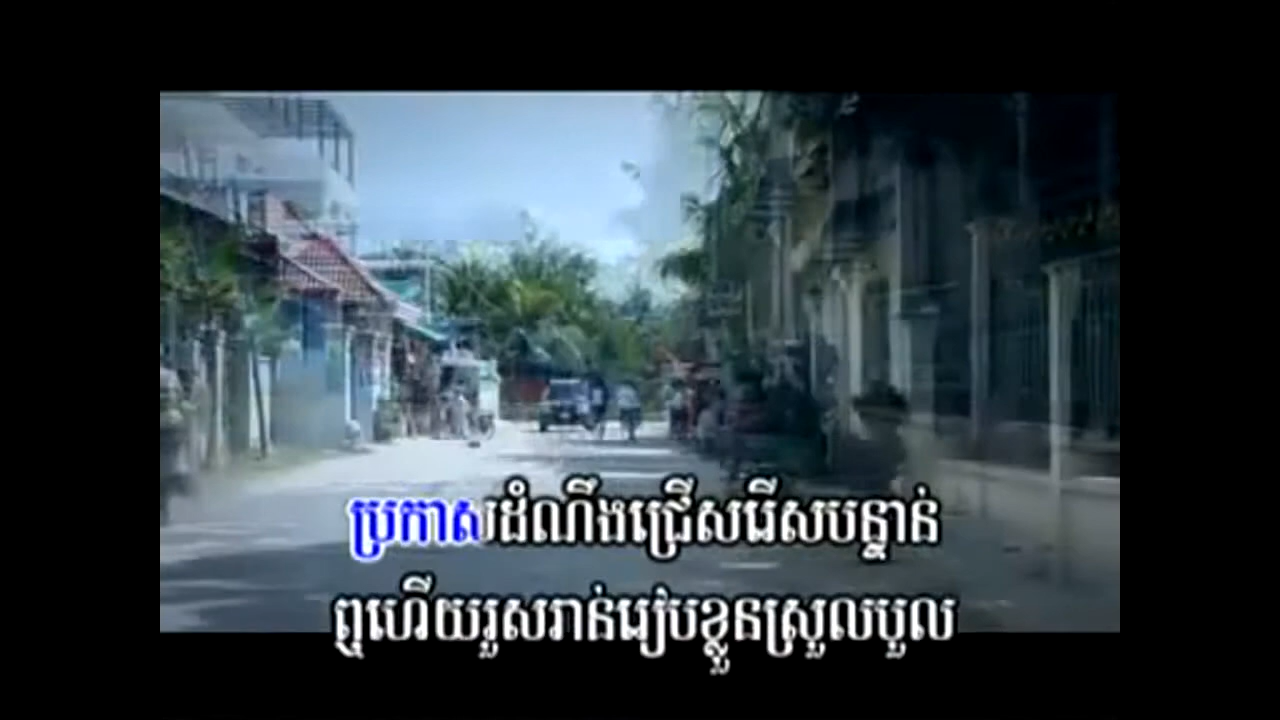 ប្រកាសដំណឹងជ្រើសរើសបន្ទាន់
ឮហើយរួសរាន់រៀបខ្លួនស្រួលបួល